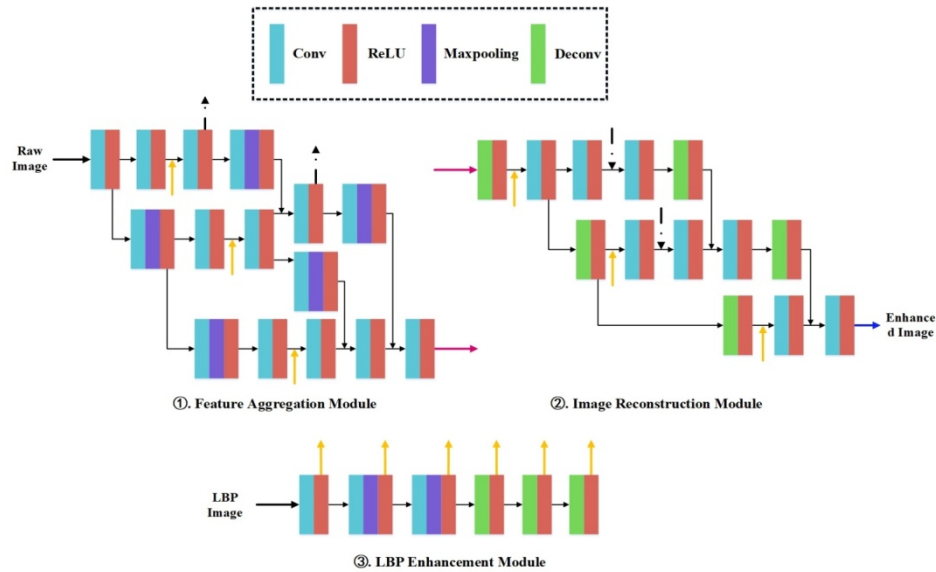 Conv ReLU Maxpooling Deconv
Raw
Image
Enhance
d Image
①. Feature Aggregation Module
②. Image Reconstruction Module
LBP
Image
③. LBP Enhancement Module